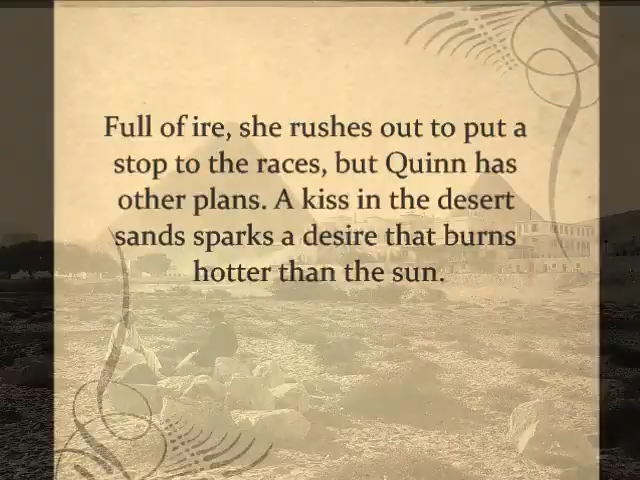 Full of ire, she rushes out to put a
stop to the races, but Quinn has
other plans. A kiss in the desert
sands sparks a desire that burns
hotter than the sun.